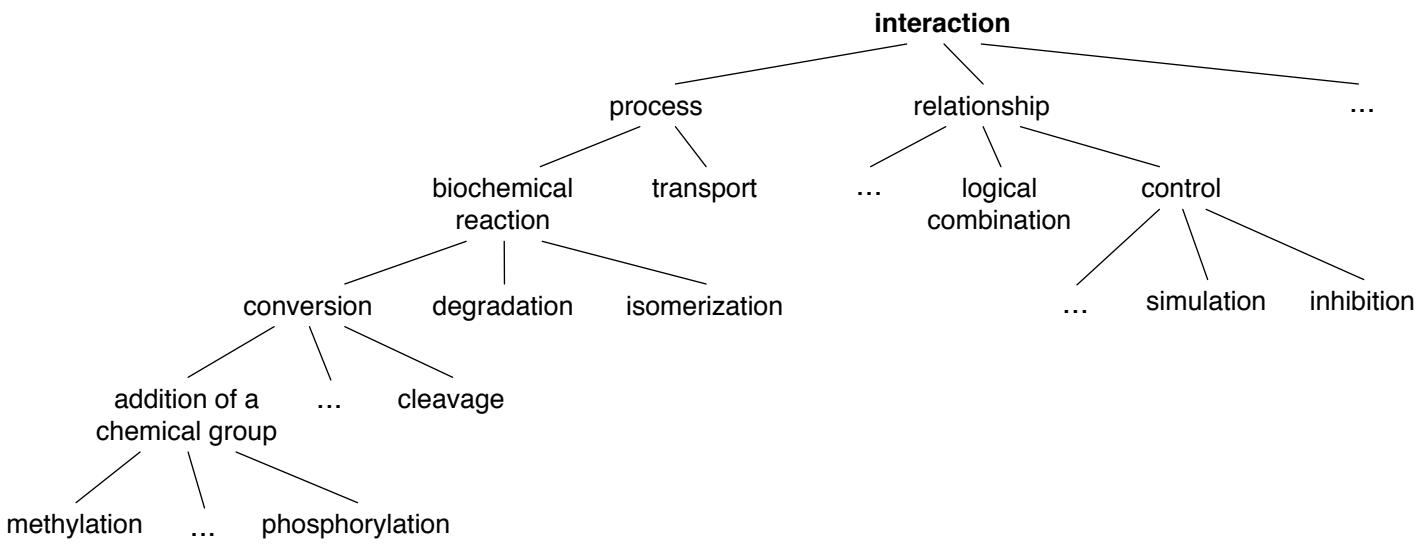 interaction
process relationship ...
biochemical transport ... logical control
reaction combination
conversion degradation isomerization ... simulation inhibition
addition of a ... cleavage
chemical group
methylation ... phosphorylation